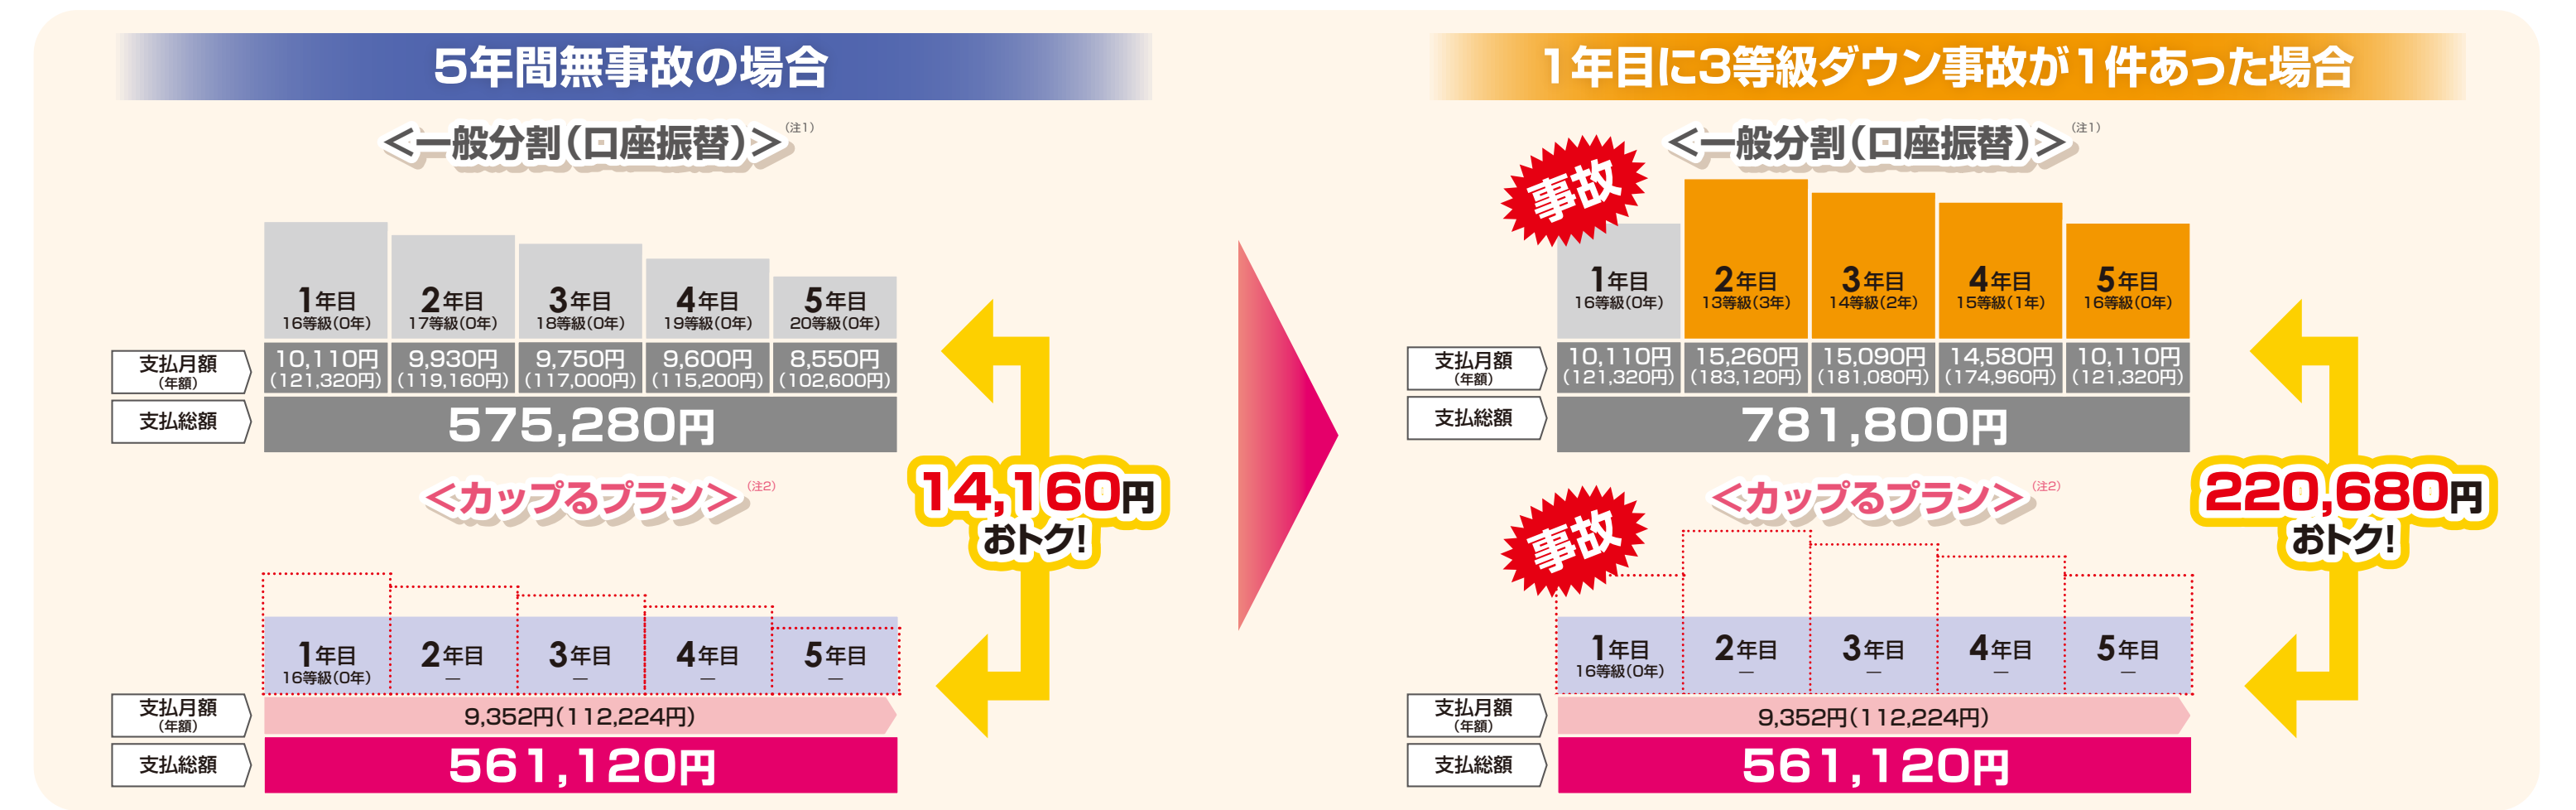 5年間無事故の場合
＜一般分割(口座振替)＞(注1)
1年目 2年目 3年目 4年目 5年目
16等級(0年) 17等級(0年) 18等級(0年) 19等級(0年) 20等級(0年)
支払月額 10,110円 9,930円 9,750円 9,600円 8,550円
(年額) (121,320円) (119,160円) (117,000円) (115,200円) (102,600円)
支払総額 575,280円
＜カップるプラン＞(注2)
14,160円
おトク!
1年目 2年目 3年目 4年目 5年目
16等級(0年) — — — —
支払月額
(年額)
9,352円(112,224円)
支払総額 561,120円
1年目に3等級ダウン事故が1件あった場合
＜一般分割(口座振替)＞(注1)
事故
1年目 2年目 3年目 4年目 5年目
16等級(0年) 13等級(3年) 14等級(2年) 15等級(1年) 16等級(0年)
支払月額 10,110円 15,260円 15,090円 14,580円 10,110円
(年額) (121,320円) (183,120円) (181,080円) (174,960円) (121,320円)
支払総額 781,800円
＜カップるプラン＞(注2)
事故
220,680円
おトク!
1年目 2年目 3年目 4年目 5年目
16等級(0年) — — — —
支払月額
(年額)
9,352円(112,224円)
支払総額 561,120円